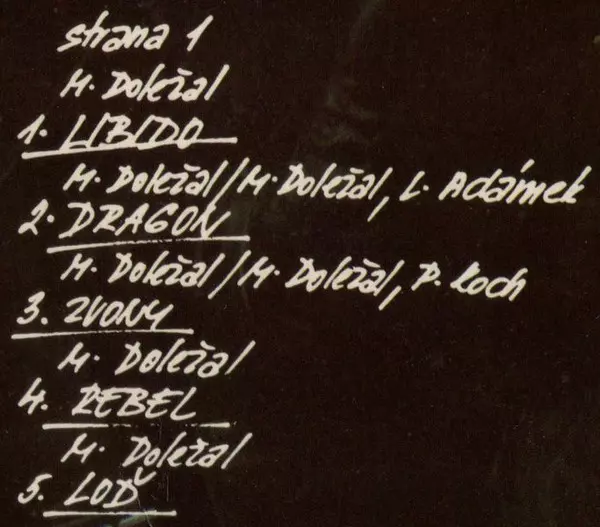 strana 1
M. Doležal
1. LIBIDO
M. Doležal/M. Doležal, L. Adámek
2. DRAGON
M. Doležal/M. Doležal, P. Koch
3. ZVONY
M. Doležal
4. REBEL
M. Doležal
5. LOĎ